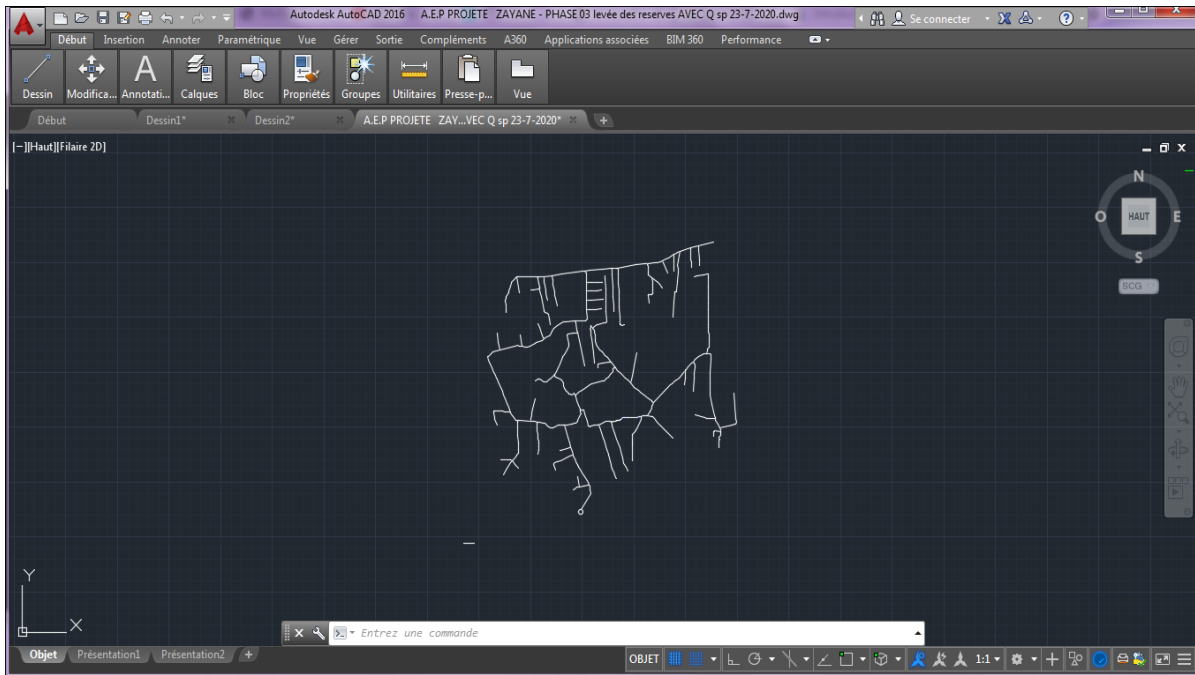 Autodesk AutoCAD 2016 A.E.P PROJETE ZAYANE - PHASE 03 levée des reserves AVEC Q sp 23-7-2020.dwg Se connecter
Début Insertion Annoter Paramétrique Vue Gérer Sortie Compléments A360 Applications associées BIM 360 Performance
Dessin Modifica... Annotati... Calques Bloc Propriétés Groupes Utilitaires Presse-p... Vue
Début Dessin1* Dessin2* A.E.P PROJETE ZAY...VEC Q sp 23-7-2020*
[−][Haut][Filaire 2D]
N
O HAUT E
S
SCG
Y
X
Entrez une commande
Objet Présentation1 Présentation2 +
OBJET 1:1